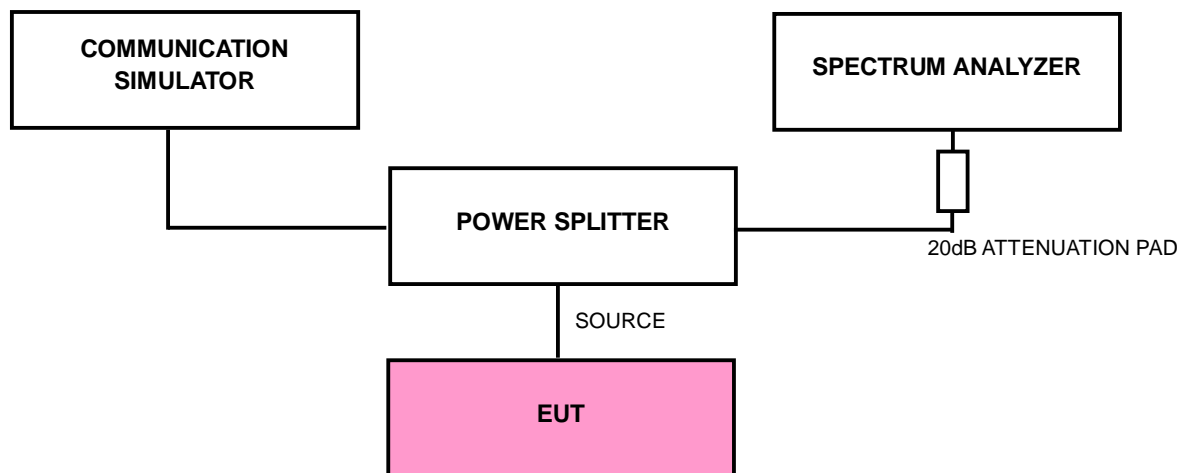 COMMUNICATION
SIMULATOR
SPECTRUM ANALYZER
POWER SPLITTER
20dB ATTENUATION PAD
SOURCE
EUT